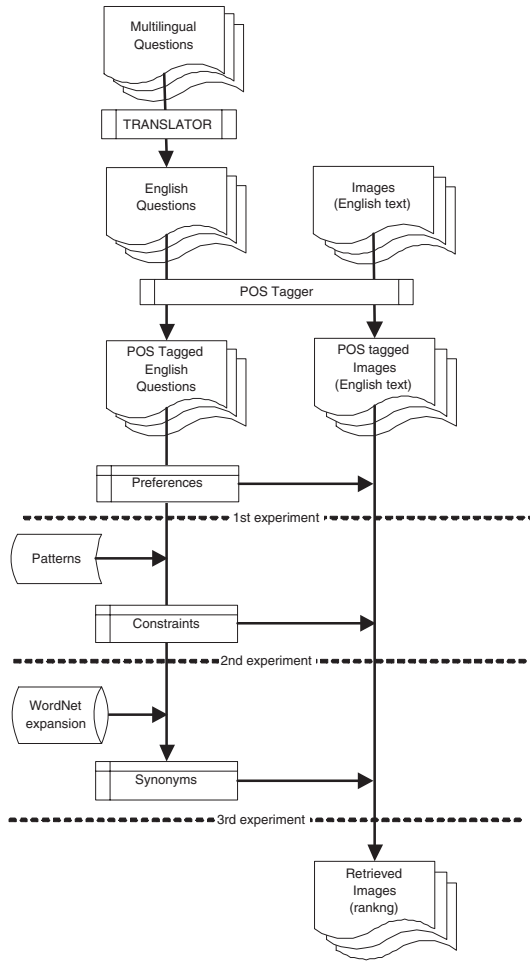 Multilingual
Questions
TRANSLATOR
English
Questions
Images
(English text)
POS Tagger
POS Tagged
English
Questions
POS tagged
Images
(English text)
Preferences
1st experiment
Patterns
Constraints
2nd experiment
WordNet
expansion
Synonyms
3rd experiment
Retrieved
Images
(rankng)